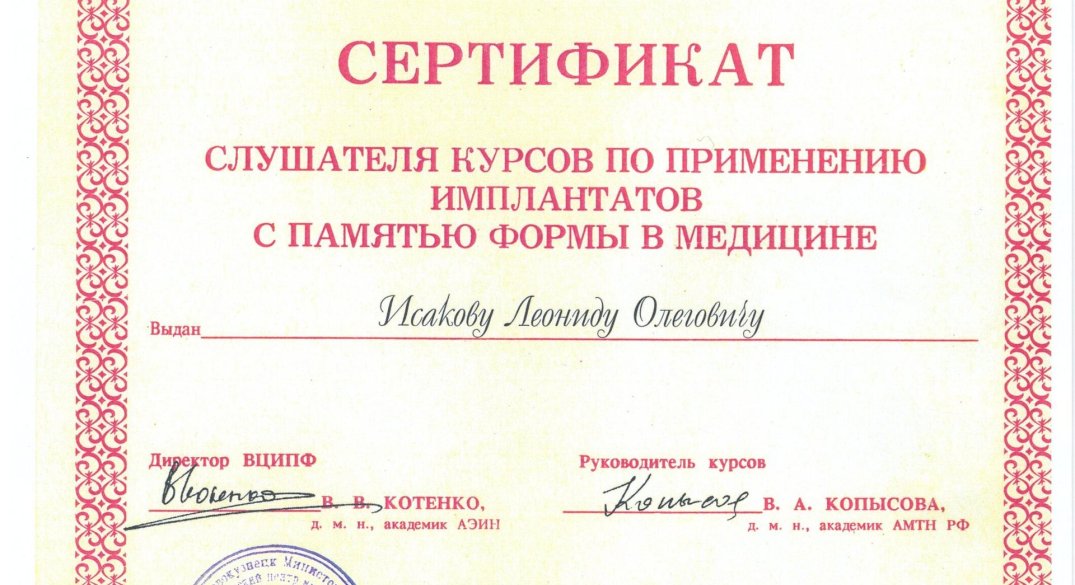 СЕРТИФИКАТ
СЛУШАТЕЛЯ КУРСОВ ПО ПРИМЕНЕНИЮ
ИМПЛАНТАТОВ
С ПАМЯТЬЮ ФОРМЫ В МЕДИЦИНЕ
Выдан Исакову Леониду Олеговичу
Директор ВЦИПФ
В. В. КОТЕНКО,
д. м. н., академик АЭИН
Руководитель курсов
В. А. КОПЫСОВА,
д. м. н., академик АМТН РФ